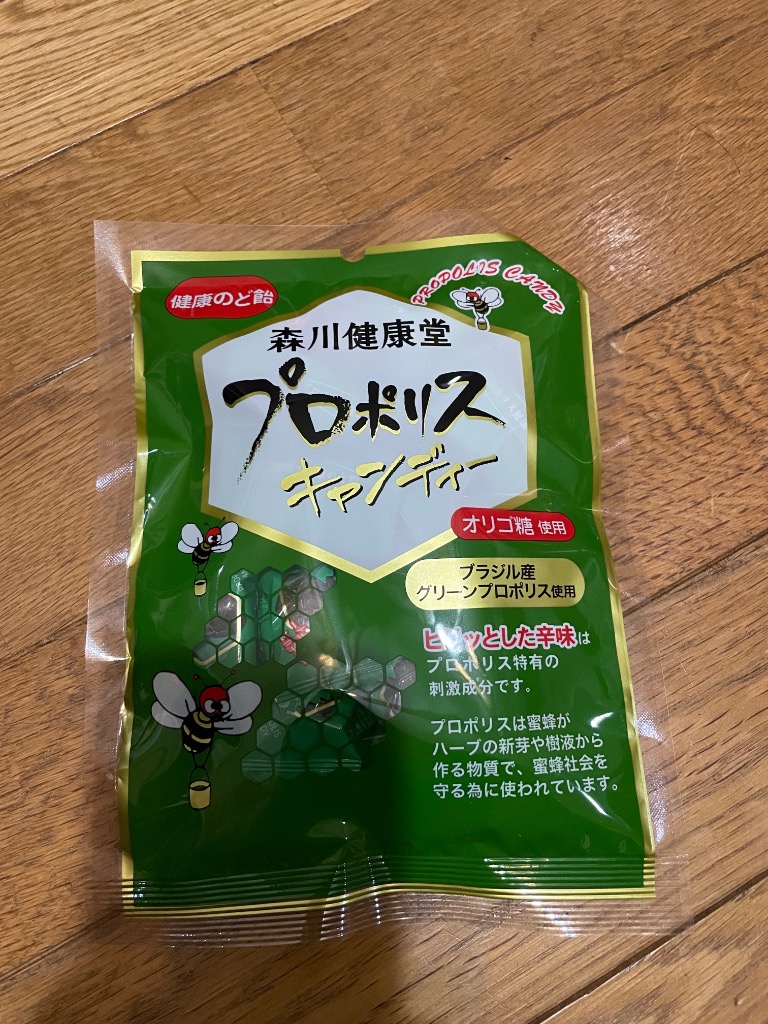 健康のど飴
PROPOLIS CANDY
森川健康堂
プロポリス
キャンディー
オリゴ糖 使用
ブラジル産
グリーンプロポリス使用
ピリッとした辛味は
プロポリス特有の
刺激成分です。
プロポリスは蜜蜂が
ハーブの新芽や樹液から
作る物質で、蜜蜂社会を
守る為に使われています。